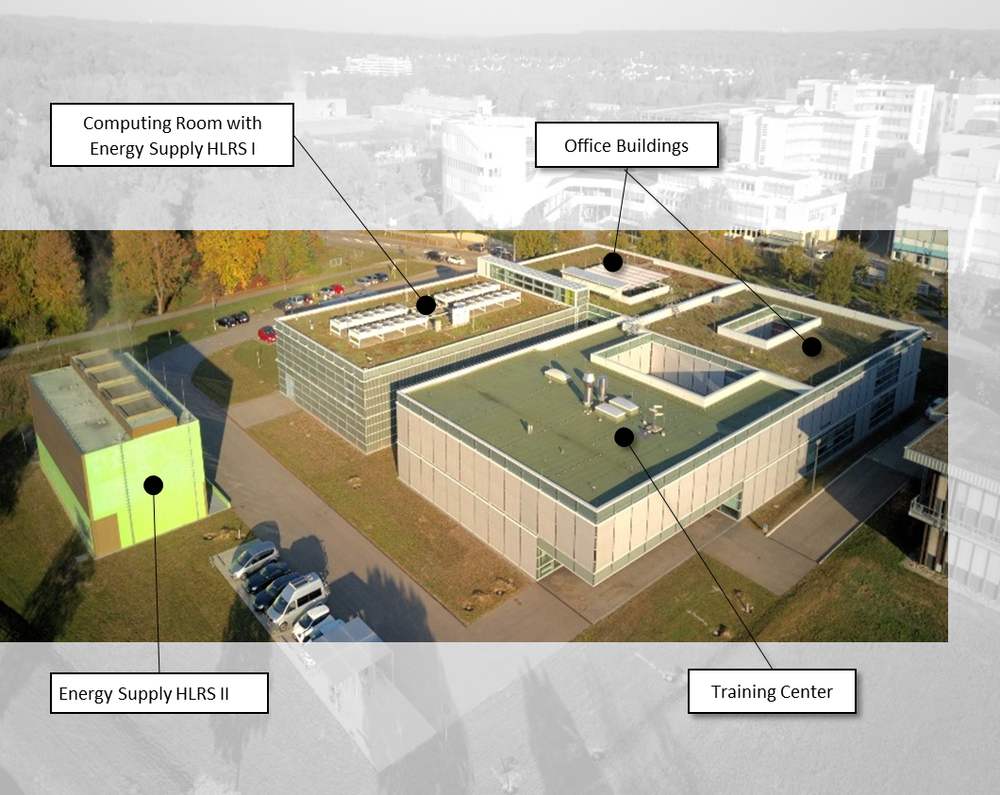 Computing Room with
Energy Supply HLRS I
Office Buildings
Energy Supply HLRS II
Training Center